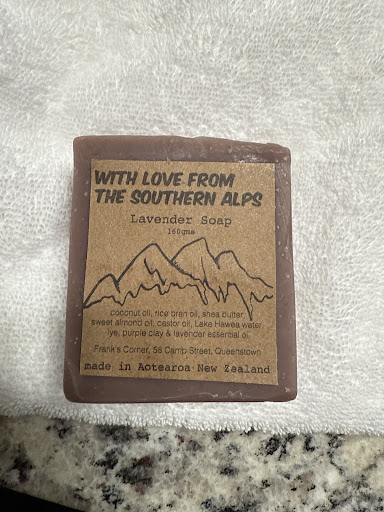 WITH LOVE FROM
THE SOUTHERN ALPS
Lavender Soap
160gms
coconut oil, rice bran oil, shea butter
sweet almond oil, castor oil, Lake Hawea water
lye, purple clay & lavender essential oil
Frank's Corner, 58 Camp Street, Queenstown
made in Aotearoa·New Zealand